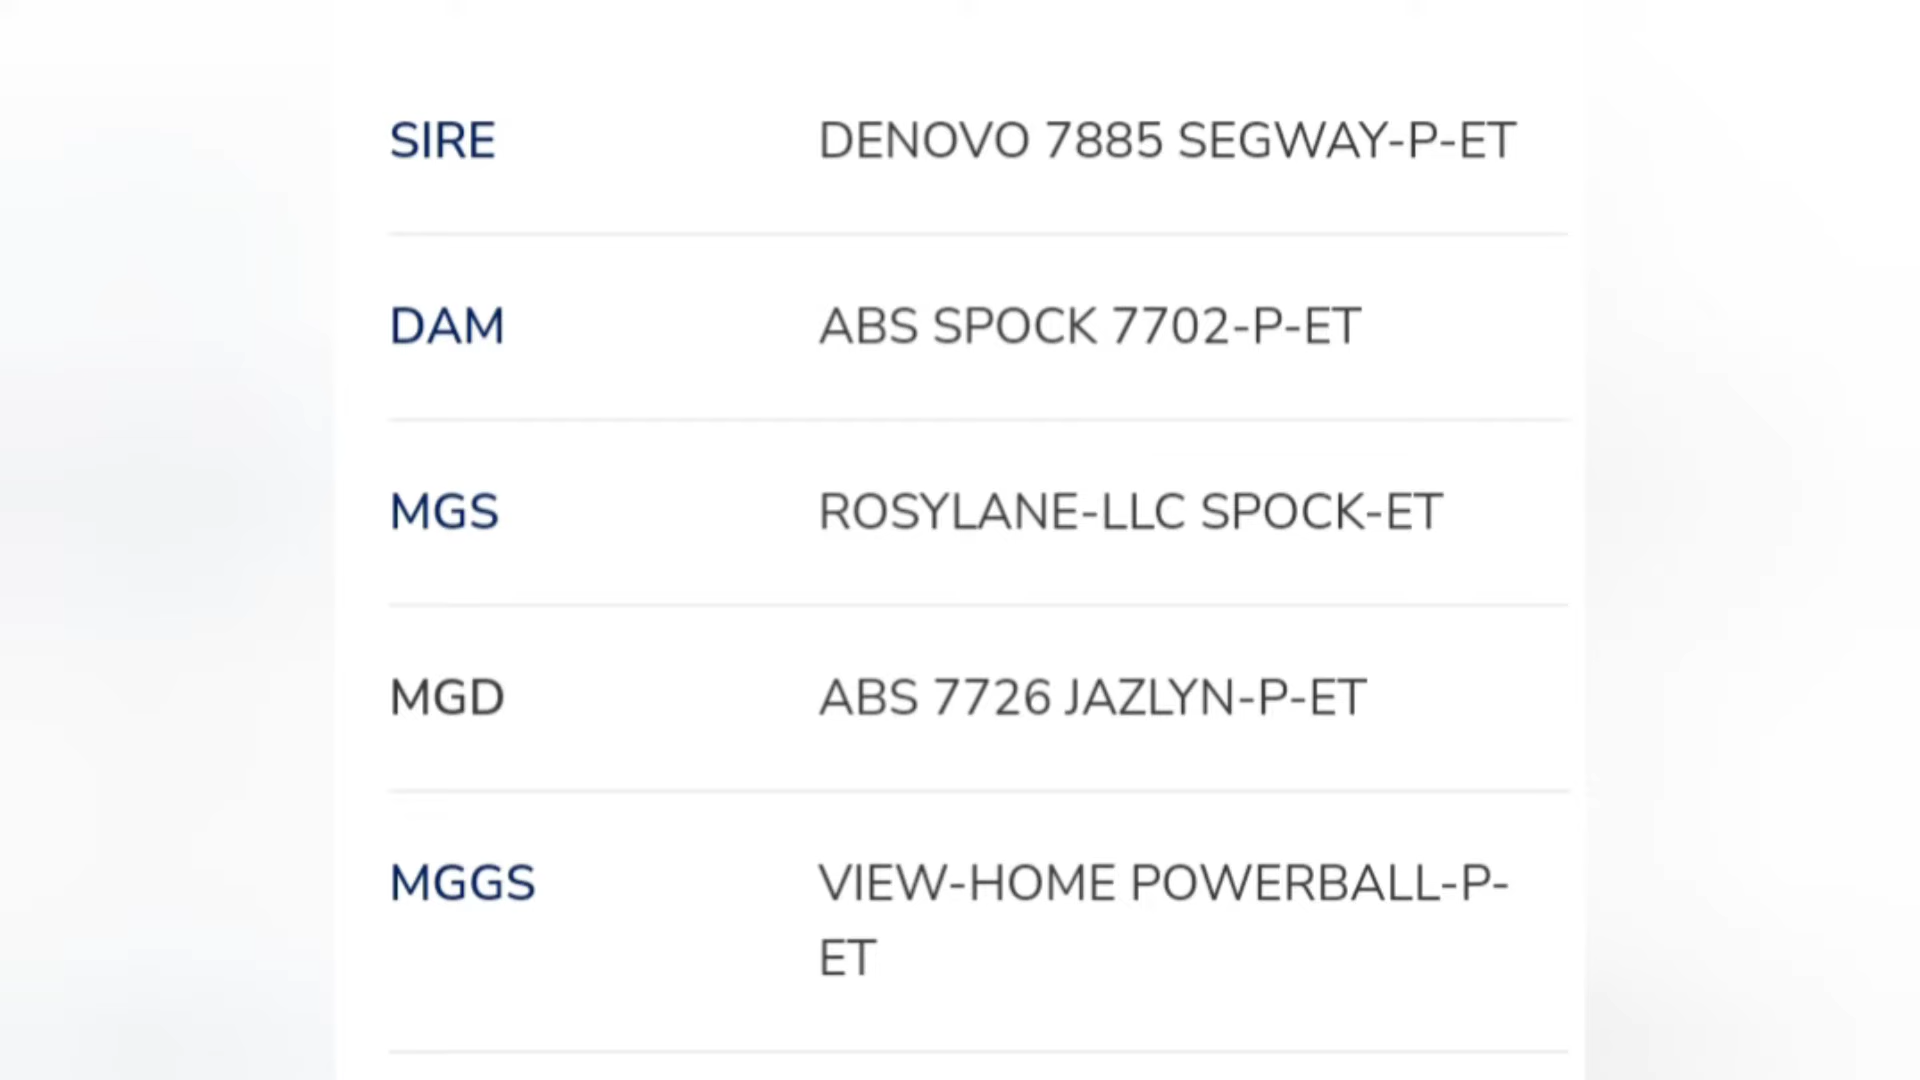 SIRE DENOVO 7885 SEGWAY-P-ET
DAM ABS SPOCK 7702-P-ET
MGS ROSYLANE-LLC SPOCK-ET
MGD ABS 7726 JAZLYN-P-ET
MGGS VIEW-HOME POWERBALL-P-
ET